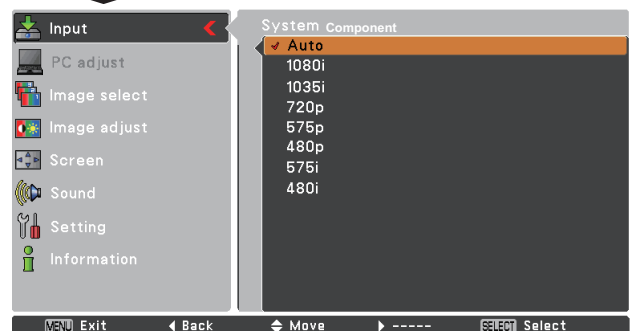 Input
PC adjust
Image select
Image adjust
Screen
Sound
Setting
Information
System Component
Auto
1080i
1035i
720p
575p
480p
575i
480i
MENU Exit Back Move ----- SELECT Select